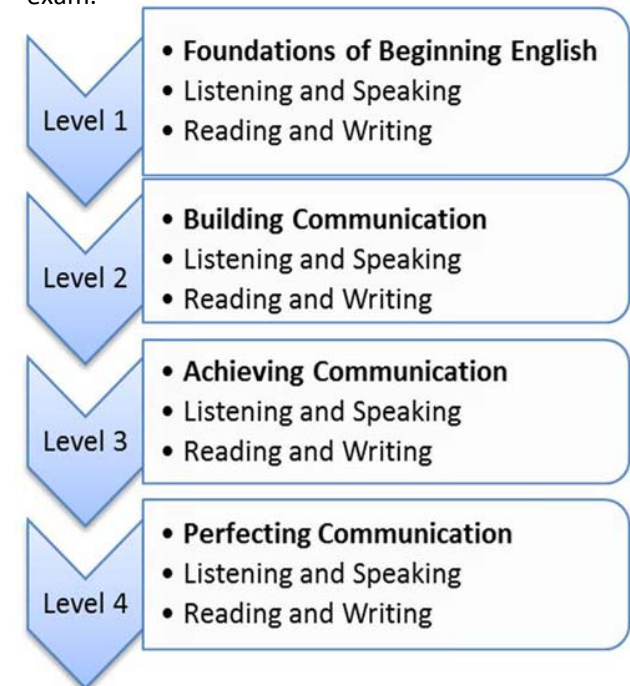 exam.
Level 1
• Foundations of Beginning English
• Listening and Speaking
• Reading and Writing
Level 2
• Building Communication
• Listening and Speaking
• Reading and Writing
Level 3
• Achieving Communication
• Listening and Speaking
• Reading and Writing
Level 4
• Perfecting Communication
• Listening and Speaking
• Reading and Writing